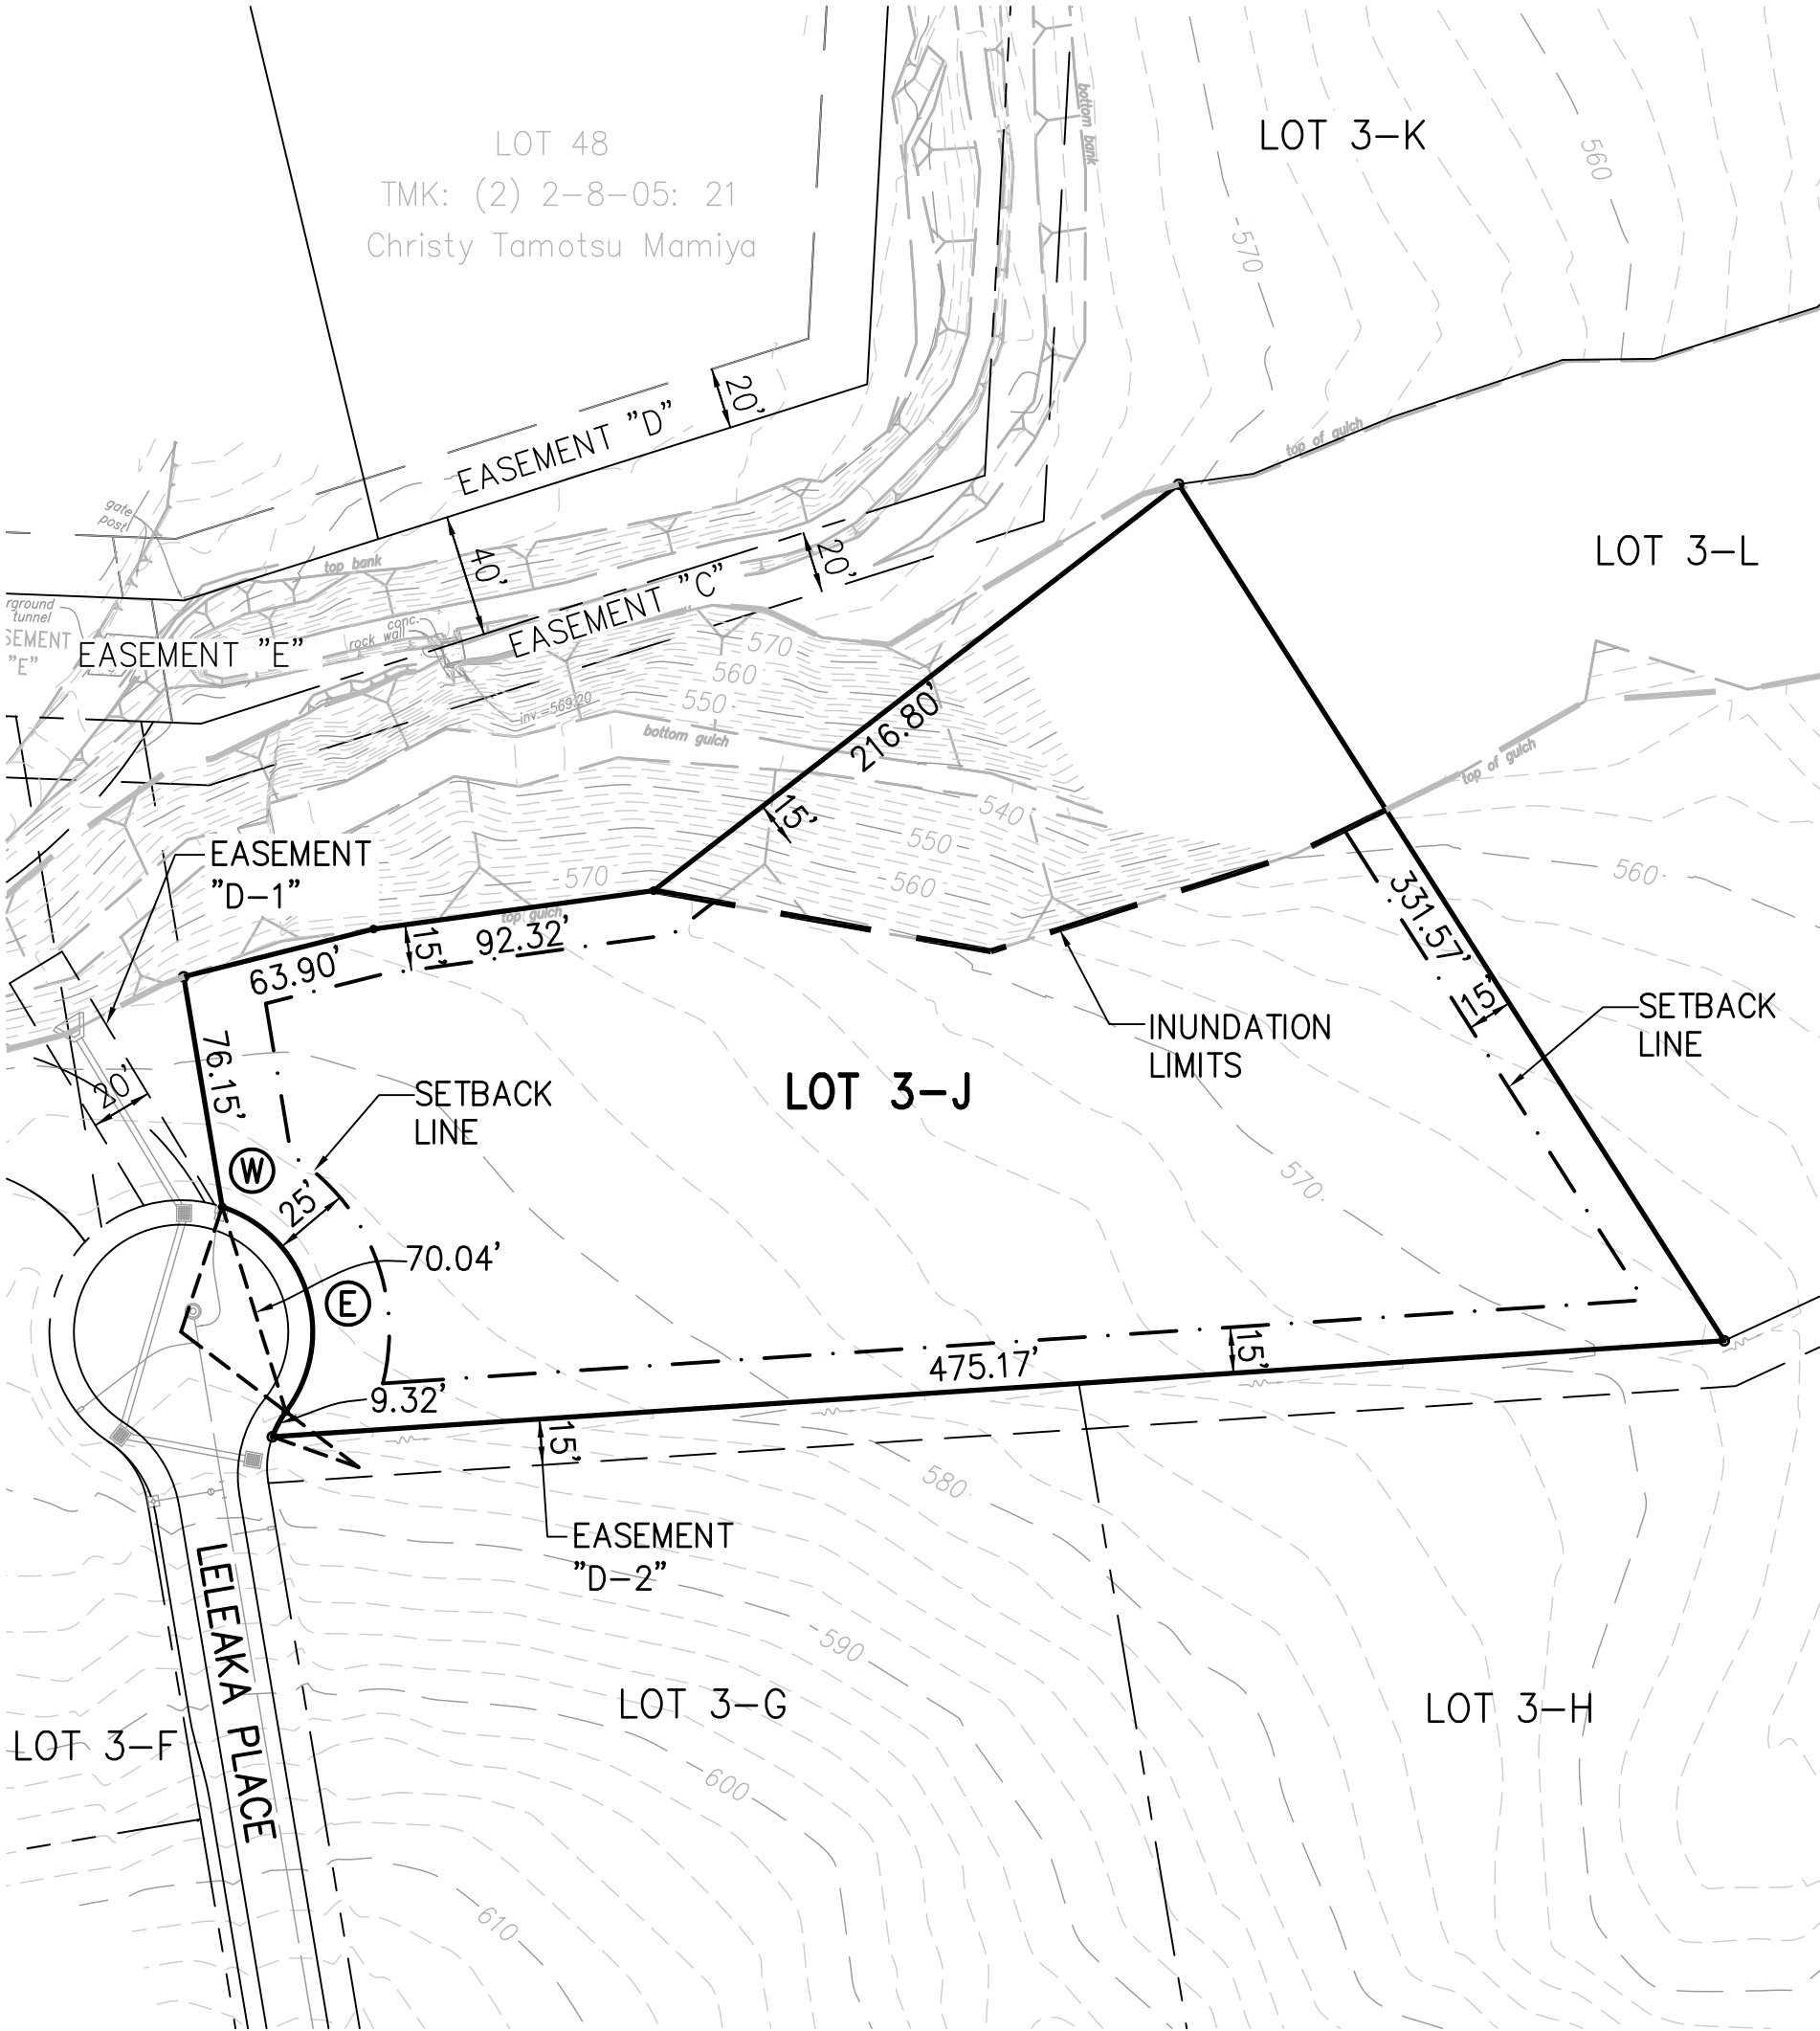 LOT 48
TMK: (2) 2-8-05: 21
Christy Tamotsu Mamiya
LOT 3-K
560
570
bottom bank
20'
EASEMENT "D"
top of gulch
gate
post
top bank
40'
20'
LOT 3-L
rground
tunnel
SEMENT
"E"
EASEMENT "E"
conc.
rock wall
EASEMENT "C"
570
560
550
inv.=569.20
bottom gulch
216.80'
15'
top of gulch
540
550
560
570
560
EASEMENT
"D-1"
top gulch
63.90'
15'
92.32'
331.57'
15'
SETBACK
LINE
INUNDATION
LIMITS
76.15'
20'
SETBACK
LINE
LOT 3-J
W
25'
570
70.04'
E
9.32'
475.17'
15'
15'
580
EASEMENT
"D-2"
LELEAKA PLACE
590
LOT 3-G
LOT 3-H
LOT 3-F
600
610